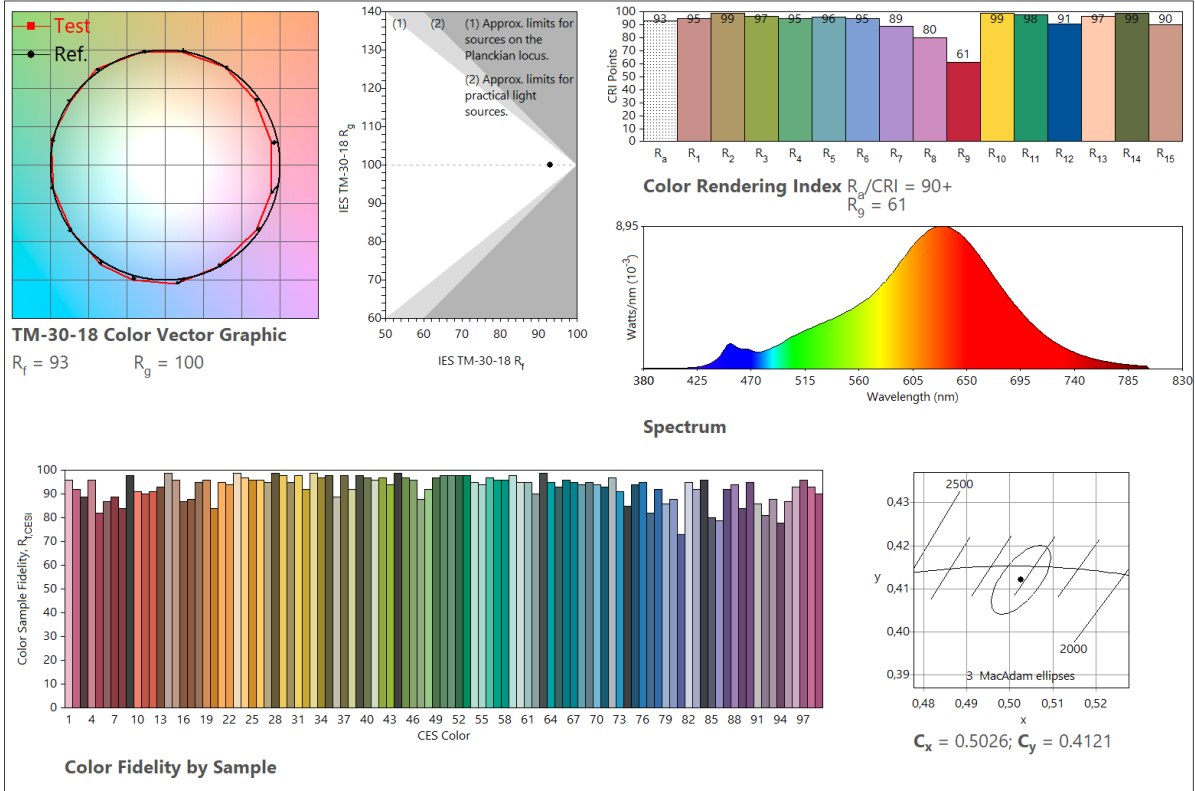 Test
Ref.
TM-30-18 Color Vector Graphic
Rf = 93 Rg = 100
140
130
120
110
100
90
80
70
60
IES TM-30-18 Rg
(1) (2) (1) Approx. limits for
sources on the
Planckian locus.
(2) Approx. limits for
practical light
sources.
50 60 70 80 90 100
IES TM-30-18 Rf
100
90
80
70
60
50
40
30
20
10
0
CRI Points
93 95 99 97 95 96 95 89 80 61 99 98 91 97 99 90
Ra R1 R2 R3 R4 R5 R6 R7 R8 R9 R10 R11 R12 R13 R14 R15
Color Rendering Index Ra/CRI = 90+
R9 = 61
8,95
Watts/nm (10-3)
380 425 470 515 560 605 650 695 740 785 830
Wavelength (nm)
Spectrum
100
90
80
70
60
50
40
30
20
10
0
Color Sample Fidelity, Rf,CESi
1 4 7 10 13 16 19 22 25 28 31 34 37 40 43 46 49 52 55 58 61 64 67 70 73 76 79 82 85 88 91 94 97
CES Color
Color Fidelity by Sample
0,43
0,42
0,41
0,40
0,39
y
2500
2000
3 MacAdam ellipses
0,48 0,49 0,50 0,51 0,52
x
Cx = 0.5026; Cy = 0.4121